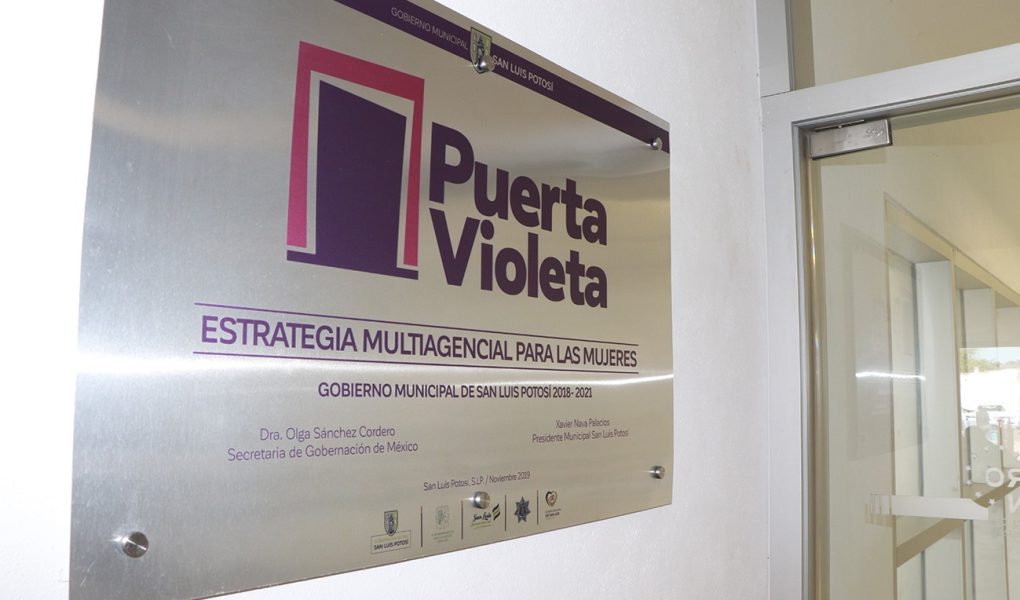 GOBIERNO MUNICIPAL SAN LUIS POTOSÍ
Puerta
Violeta
ESTRATEGIA MULTIAGENCIAL PARA LAS MUJERES
GOBIERNO MUNICIPAL DE SAN LUIS POTOSÍ 2018- 2021
Dra. Olga Sánchez Cordero
Secretaria de Gobernación de México
Xavier Nava Palacios
Presidente Municipal San Luis Potosí
San Luis Potosí, S.L.P. / Noviembre 2019
SAN LUIS POTOSÍ
San Luis